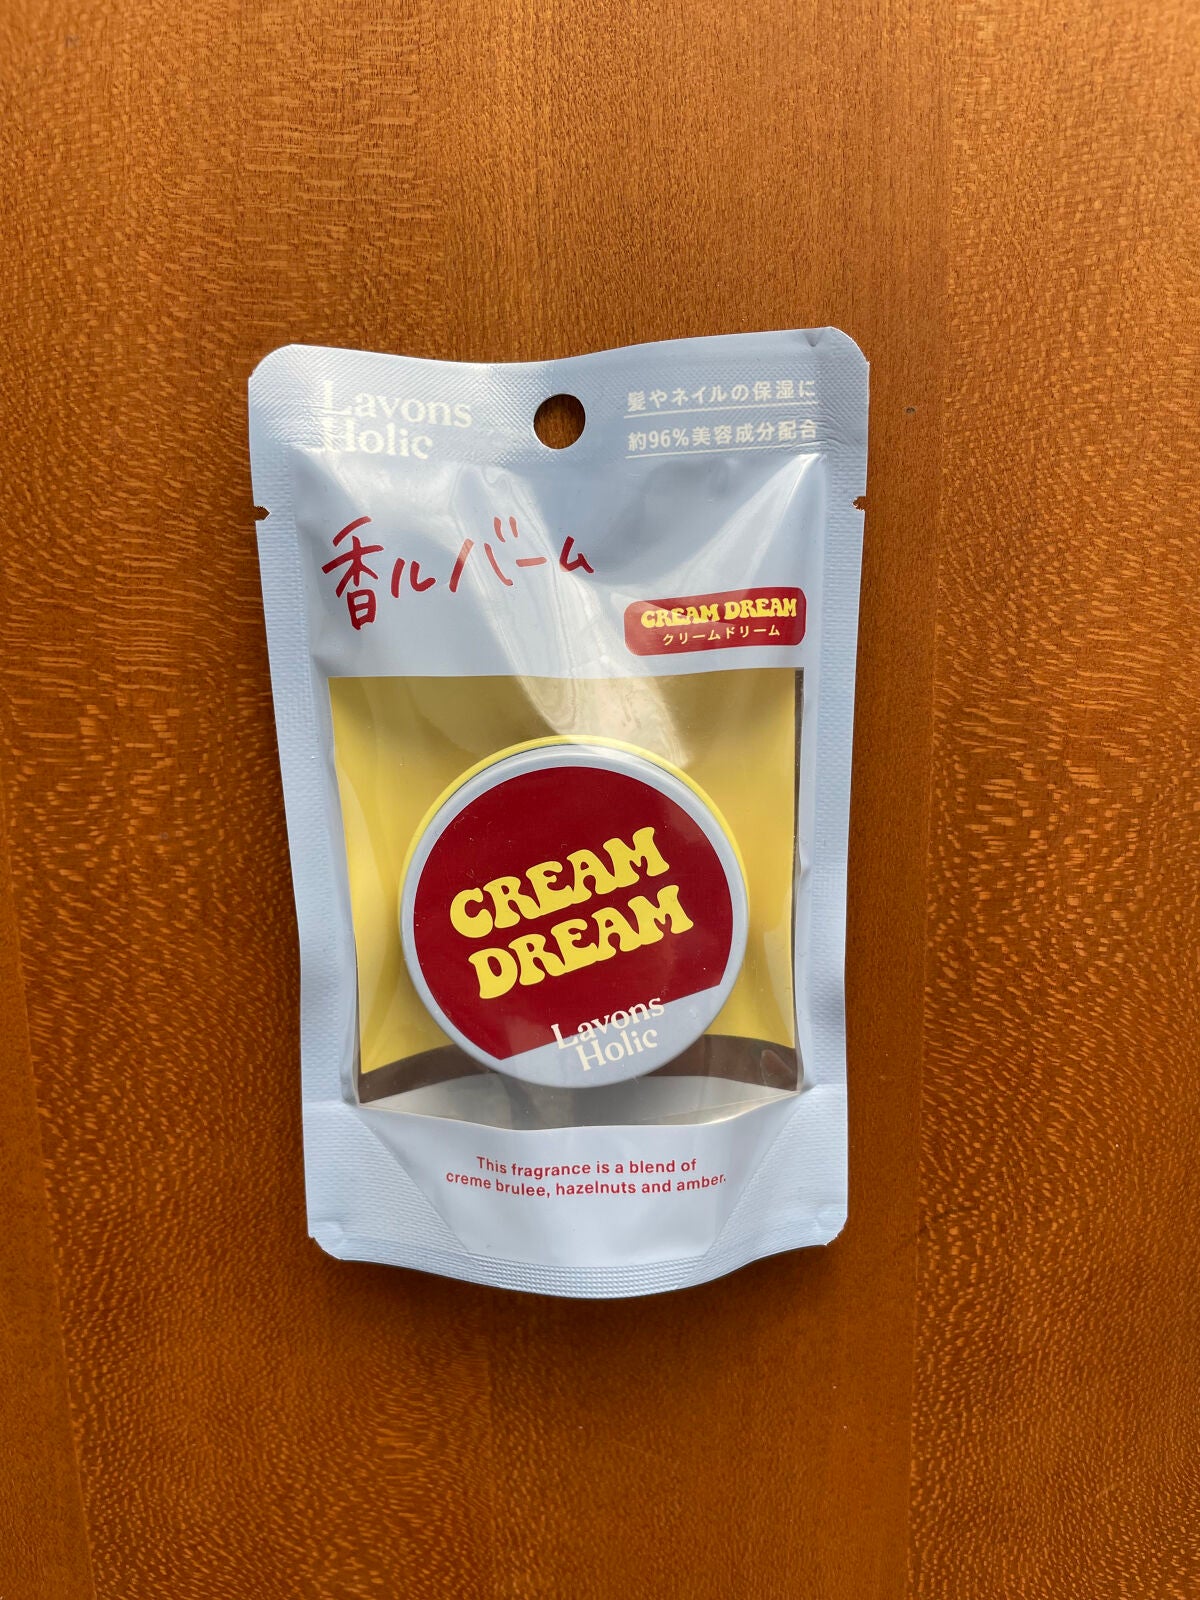 Lavons
Holic
髪やネイルの保湿に
約96%美容成分配合
香ルバーム
CREAM DREAM
クリームドリーム
CREAM
DREAM
Lavons
Holic
This fragrance is a blend of
creme brulee, hazelnuts and amber.